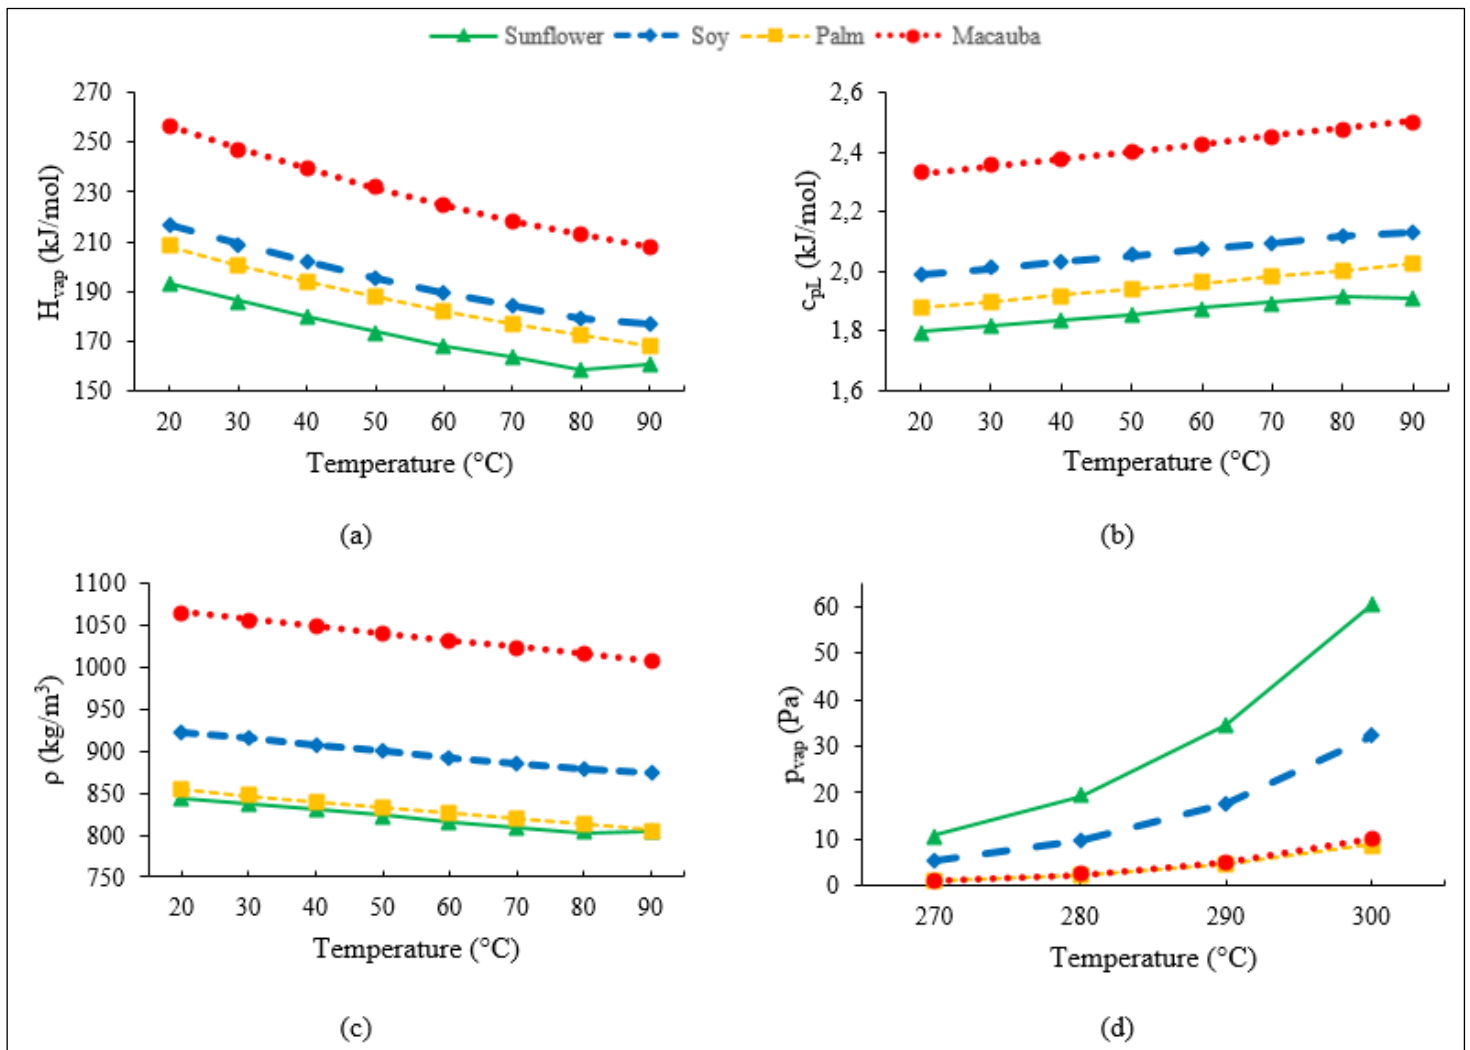 Sunflower Soy Palm Macauba
H_vap (kJ/mol)
270
250
230
210
190
170
150
20 30 40 50 60 70 80 90
Temperature (°C)
(a)
c_pL (kJ/mol)
2,6
2,4
2,2
2,0
1,8
1,6
20 30 40 50 60 70 80 90
Temperature (°C)
(b)
ρ (kg/m³)
1100
1050
1000
950
900
850
800
750
20 30 40 50 60 70 80 90
Temperature (°C)
(c)
p_vap (Pa)
60
50
40
30
20
10
0
270 280 290 300
Temperature (°C)
(d)